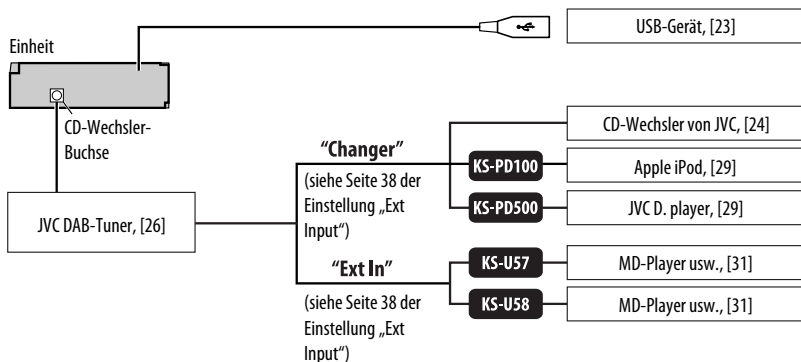 USB-Gerät, [23]
Einheit
CD-Wechsler-
Buchse
JVC DAB-Tuner, [26]
“Changer”
(siehe Seite 38 der
Einstellung „Ext
Input“)
CD-Wechsler von JVC, [24]
KS-PD100
Apple iPod, [29]
KS-PD500
JVC D. player, [29]
“Ext In”
(siehe Seite 38 der
Einstellung „Ext
Input“)
KS-U57
MD-Player usw., [31]
KS-U58
MD-Player usw., [31]